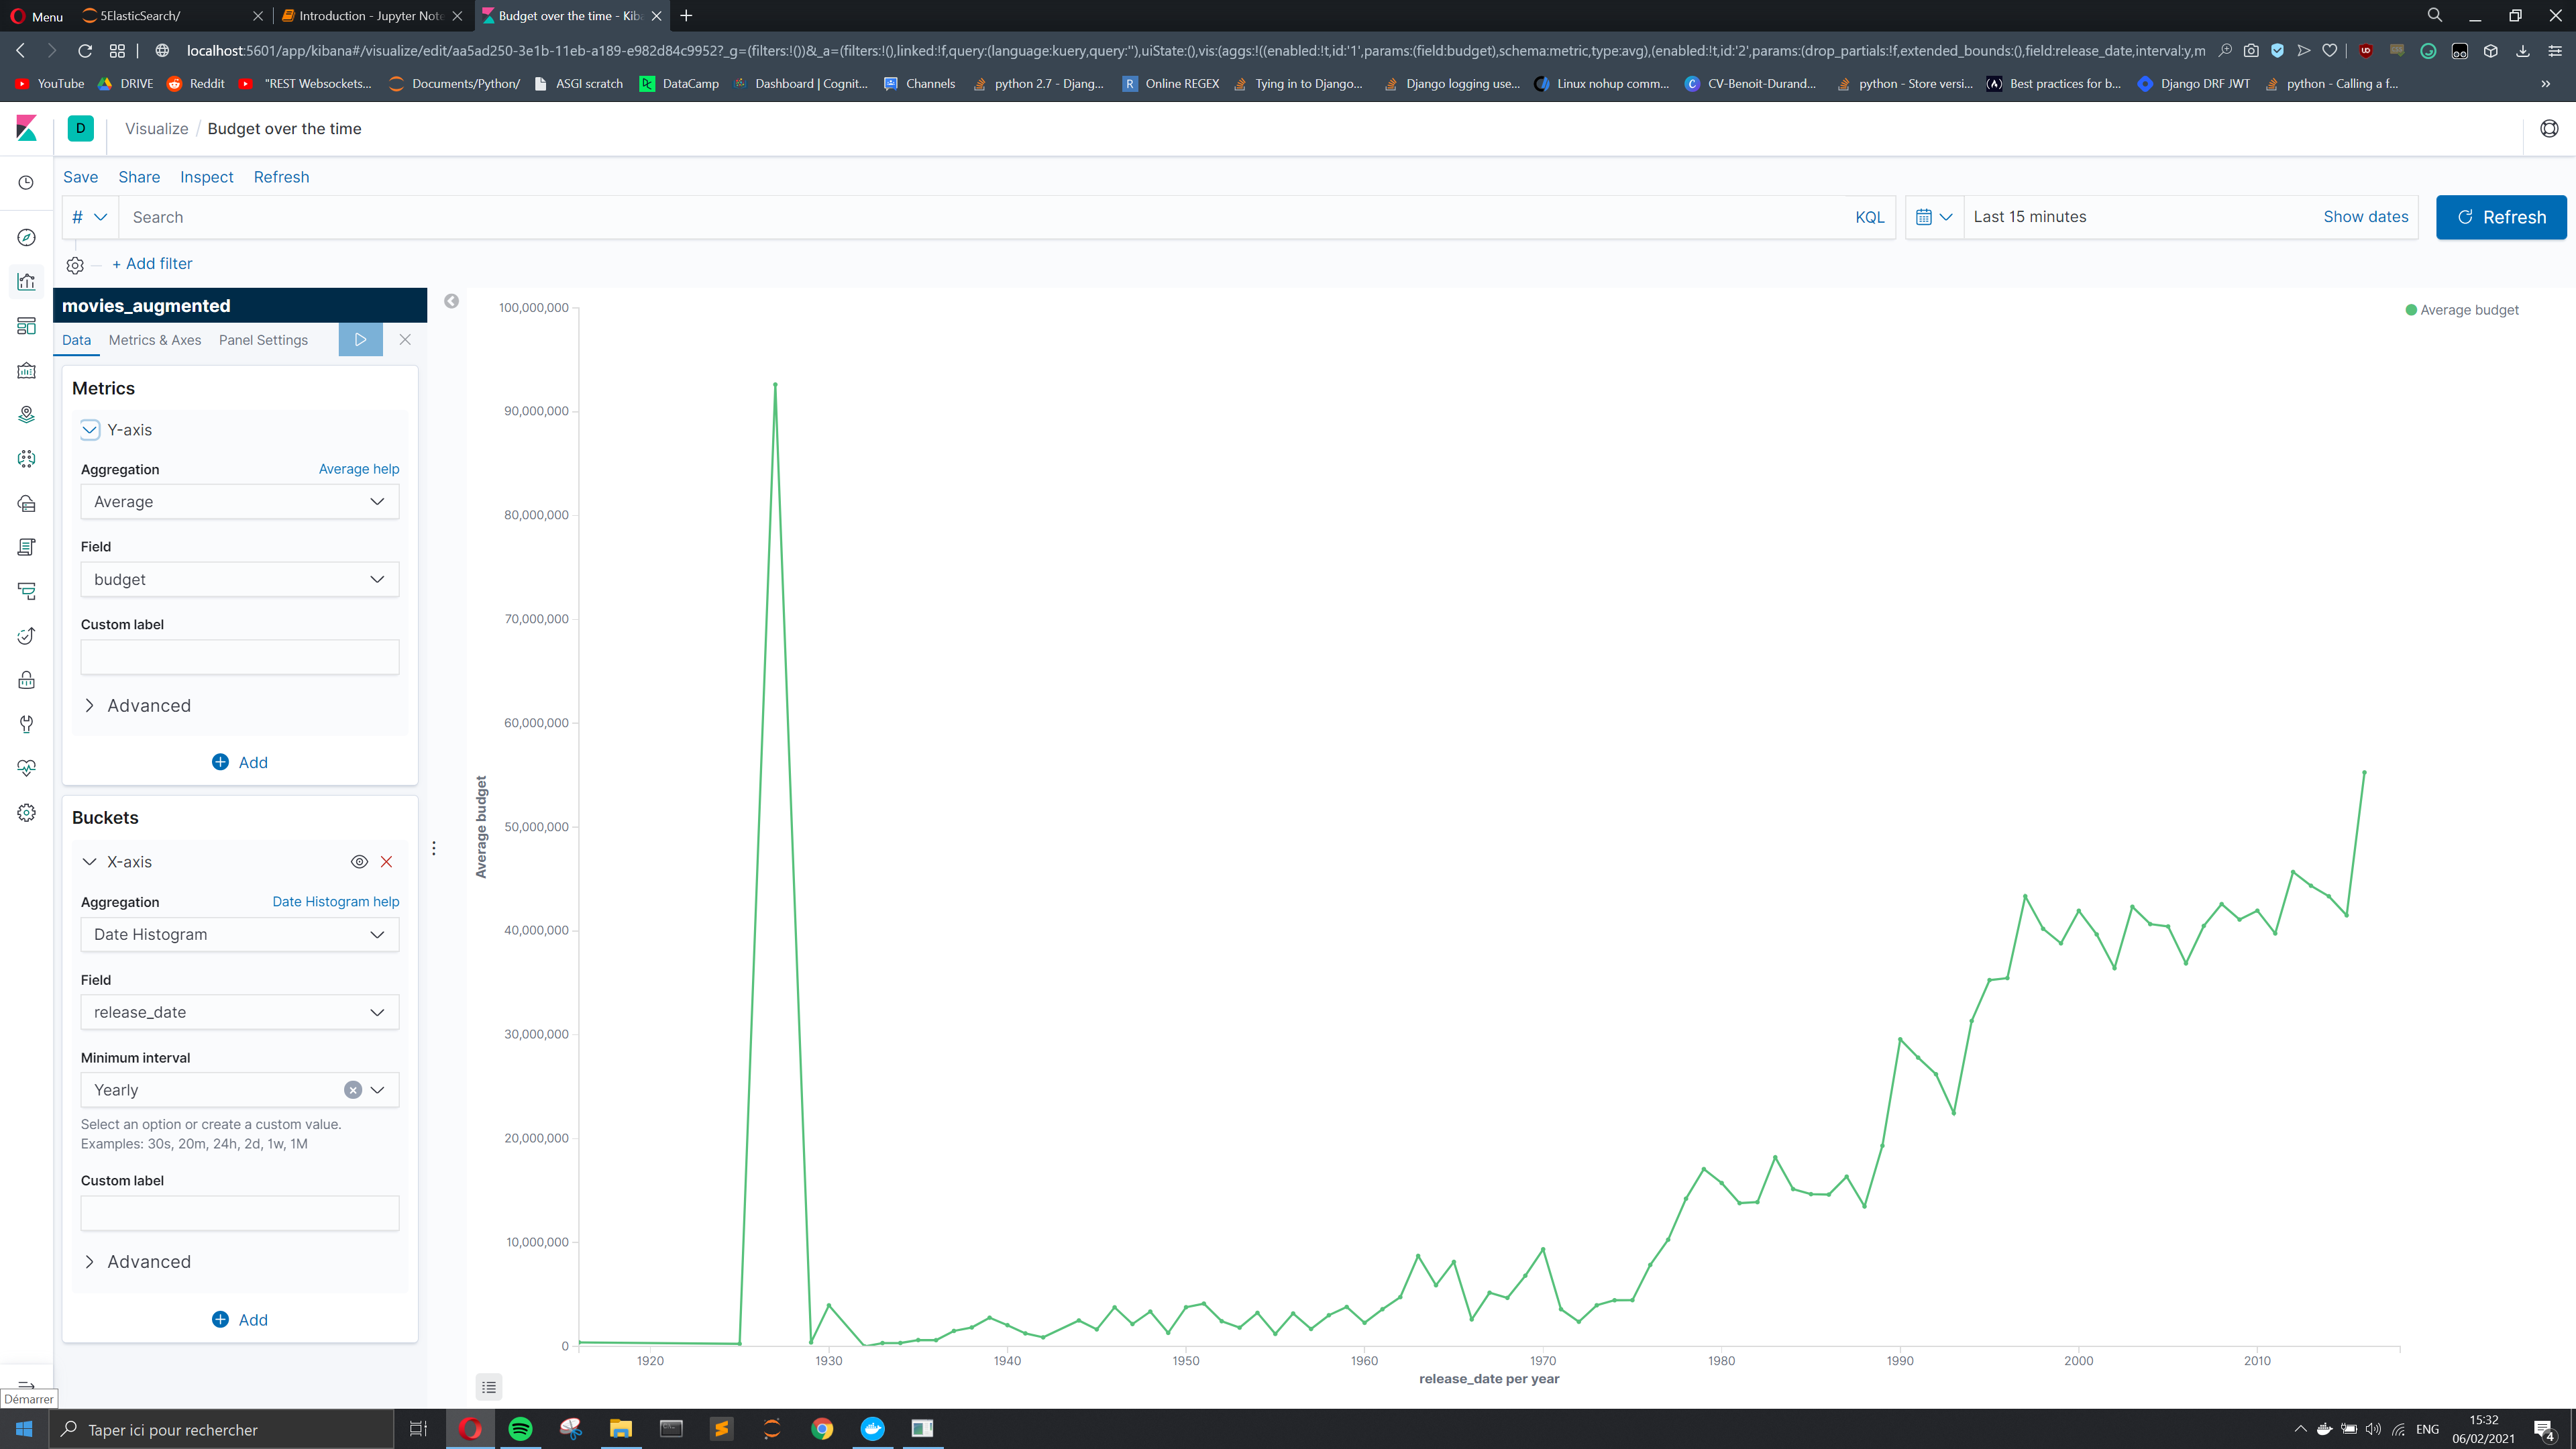 Menu
5ElasticSearch/
Introduction - Jupyter Note
Budget over the time - Kiba
localhost:5601/app/kibana#/visualize/edit/aa5ad250-3e1b-11eb-a189-e982d84c9952?_g=(filters:!())&_a=(filters:!(),linked:!f,query:(language:kuery,query:''),uiState:(),vis:(aggs:!((enabled:!t,id:'1',params:(field:budget),schema:metric,type:avg),(enabled:!t,id:'2',params:(drop_partials:!f,extended_bounds:(),field:release_date,interval:y,m
YouTube
DRIVE
Reddit
"REST Websockets...
Documents/Python/
ASGI scratch
DataCamp
Dashboard | Cognit...
Channels
python 2.7 - Djang...
Online REGEX
Tying in to Django...
Django logging use...
Linux nohup comm...
CV-Benoit-Durand...
python - Store versi...
Best practices for b...
Django DRF JWT
python - Calling a f...
D
Visualize / Budget over the time
Save Share Inspect Refresh
# Search KQL
Last 15 minutes Show dates
Refresh
+ Add filter
movies_augmented
Data Metrics & Axes Panel Settings
Metrics
Y-axis
Aggregation Average help
Average
Field
budget
Custom label
Advanced
Add
Buckets
X-axis
Aggregation Date Histogram help
Date Histogram
Field
release_date
Minimum interval
Yearly
Select an option or create a custom value.
Examples: 30s, 20m, 24h, 2d, 1w, 1M
Custom label
Advanced
Add
Average budget
100,000,000
90,000,000
80,000,000
70,000,000
60,000,000
50,000,000
40,000,000
30,000,000
20,000,000
10,000,000
0
Average budget
1920 1930 1940 1950 1960 1970 1980 1990 2000 2010
release_date per year
Démarrer
Taper ici pour rechercher
ENG
15:32
06/02/2021
4